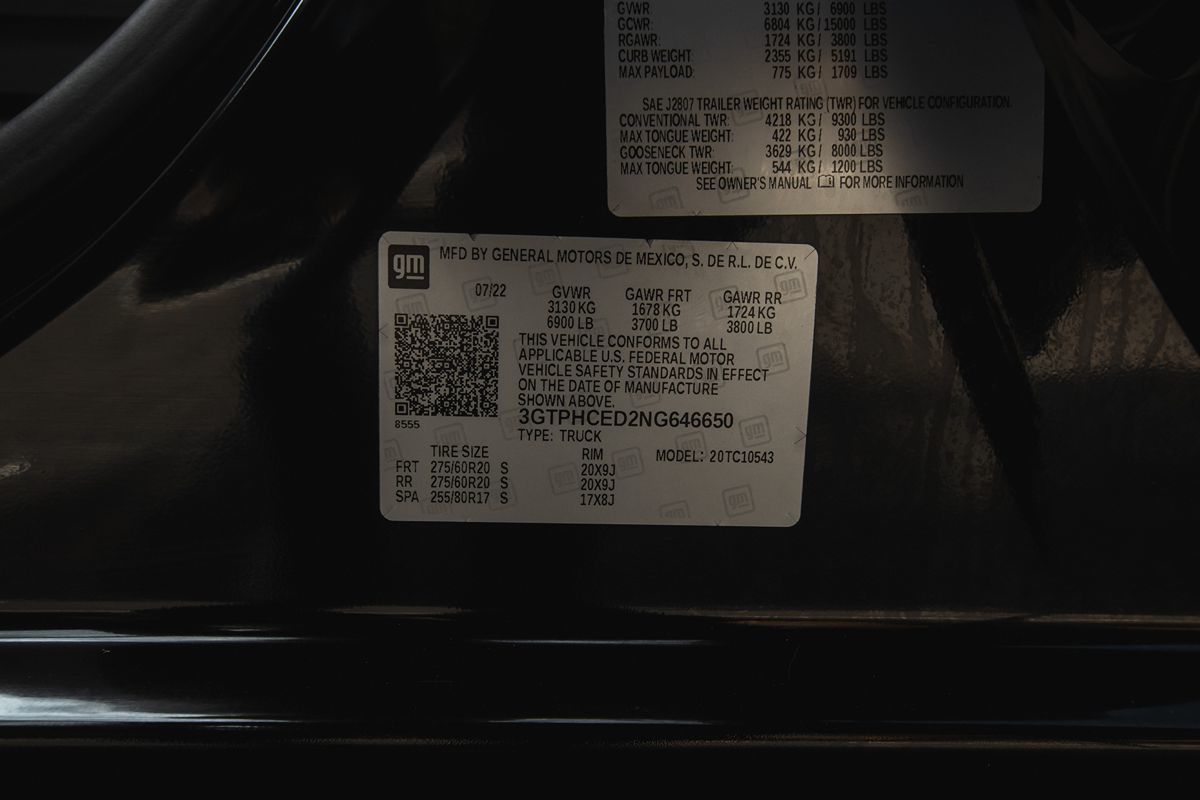 GVWR: 3130 KG / 6900 LBS
GCWR: 6804 KG / 15000 LBS
RGAWR: 1724 KG / 3800 LBS
CURB WEIGHT: 2355 KG / 5191 LBS
MAX PAYLOAD: 775 KG / 1709 LBS
SAE J2807 TRAILER WEIGHT RATING (TWR) FOR VEHICLE CONFIGURATION.
CONVENTIONAL TWR: 4218 KG / 9300 LBS
MAX TONGUE WEIGHT: 422 KG / 930 LBS
GOOSENECK TWR: 3629 KG / 8000 LBS
MAX TONGUE WEIGHT: 544 KG / 1200 LBS
SEE OWNER'S MANUAL FOR MORE INFORMATION
gm MFD BY GENERAL MOTORS DE MEXICO, S. DE R.L. DE C.V.
07/22 GVWR GAWR FRT GAWR RR
3130 KG 1678 KG 1724 KG
6900 LB 3700 LB 3800 LB
THIS VEHICLE CONFORMS TO ALL
APPLICABLE U.S. FEDERAL MOTOR
VEHICLE SAFETY STANDARDS IN EFFECT
ON THE DATE OF MANUFACTURE
SHOWN ABOVE.
3GTPHCED2NG646650
8555
TYPE: TRUCK
TIRE SIZE RIM MODEL: 20TC10543
FRT 275/60R20 S 20X9J
RR 275/60R20 S 20X9J
SPA 255/80R17 S 17X8J